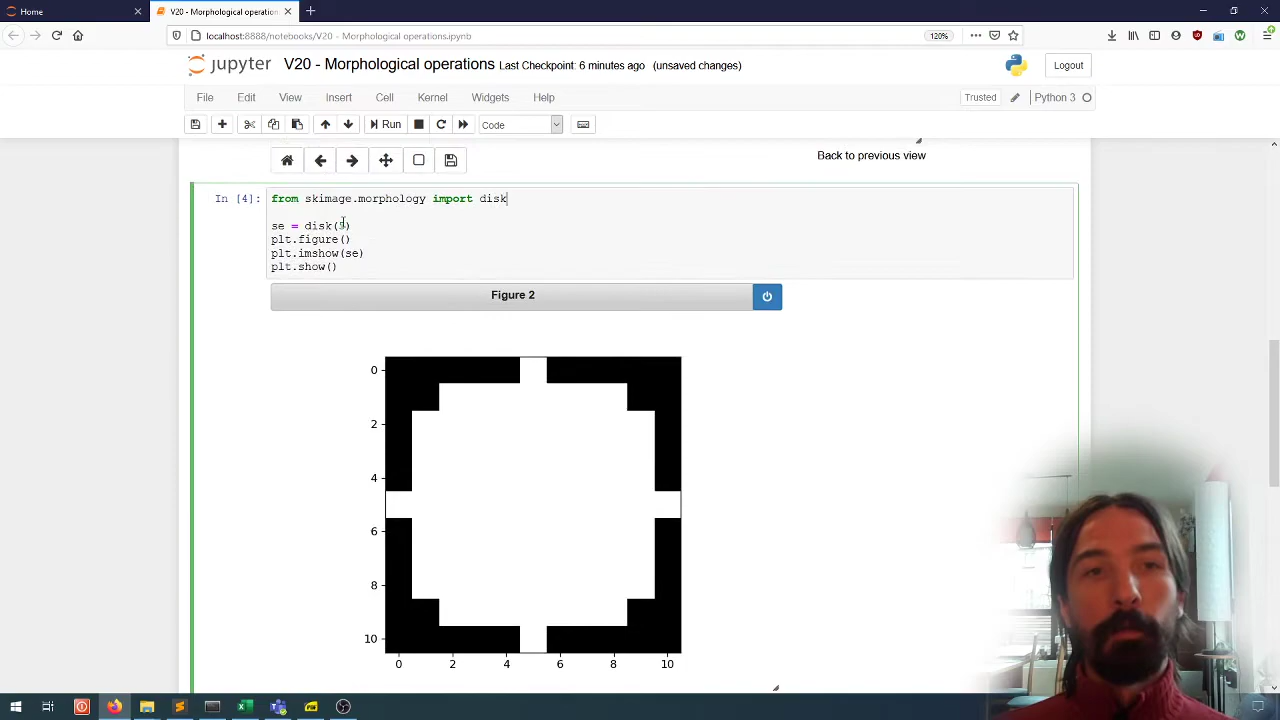 Home
V20 - Morphological operation
localhost:8888/notebooks/V20 - Morphological operations.ipynb
120%
jupyter V20 - Morphological operations Last Checkpoint: 6 minutes ago (unsaved changes)
Logout
File Edit View Insert Cell Kernel Widgets Help
Trusted
Python 3
Run
Code
Back to previous view
In [4]:
from skimage.morphology import disk
se = disk(5)
plt.figure()
plt.imshow(se)
plt.show()
Figure 2
0
2
4
6
8
10
0 2 4 6 8 10